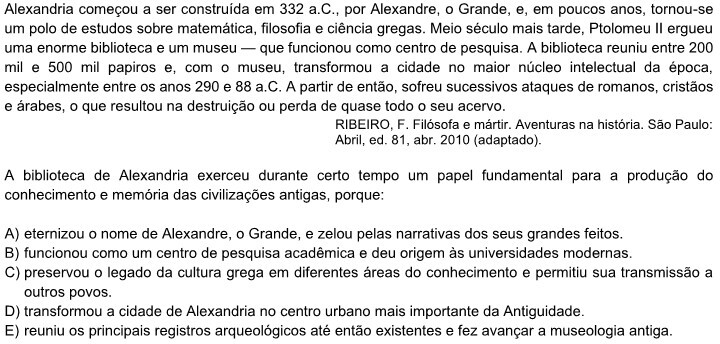 Alexandria começou a ser construída em 332 a.C., por Alexandre, o Grande, e, em poucos anos, tornou-se
um polo de estudos sobre matemática, filosofia e ciência gregas. Meio século mais tarde, Ptolomeu II ergueu
uma enorme biblioteca e um museu — que funcionou como centro de pesquisa. A biblioteca reuniu entre 200
mil e 500 mil papiros e, com o museu, transformou a cidade no maior núcleo intelectual da época,
especialmente entre os anos 290 e 88 a.C. A partir de então, sofreu sucessivos ataques de romanos, cristãos
e árabes, o que resultou na destruição ou perda de quase todo o seu acervo.
RIBEIRO, F. Filósofa e mártir. Aventuras na história. São Paulo:
Abril, ed. 81, abr. 2010 (adaptado).
A biblioteca de Alexandria exerceu durante certo tempo um papel fundamental para a produção do
conhecimento e memória das civilizações antigas, porque:
A) eternizou o nome de Alexandre, o Grande, e zelou pelas narrativas dos seus grandes feitos.
B) funcionou como um centro de pesquisa acadêmica e deu origem às universidades modernas.
C) preservou o legado da cultura grega em diferentes áreas do conhecimento e permitiu sua transmissão a
outros povos.
D) transformou a cidade de Alexandria no centro urbano mais importante da Antiguidade.
E) reuniu os principais registros arqueológicos até então existentes e fez avançar a museologia antiga.